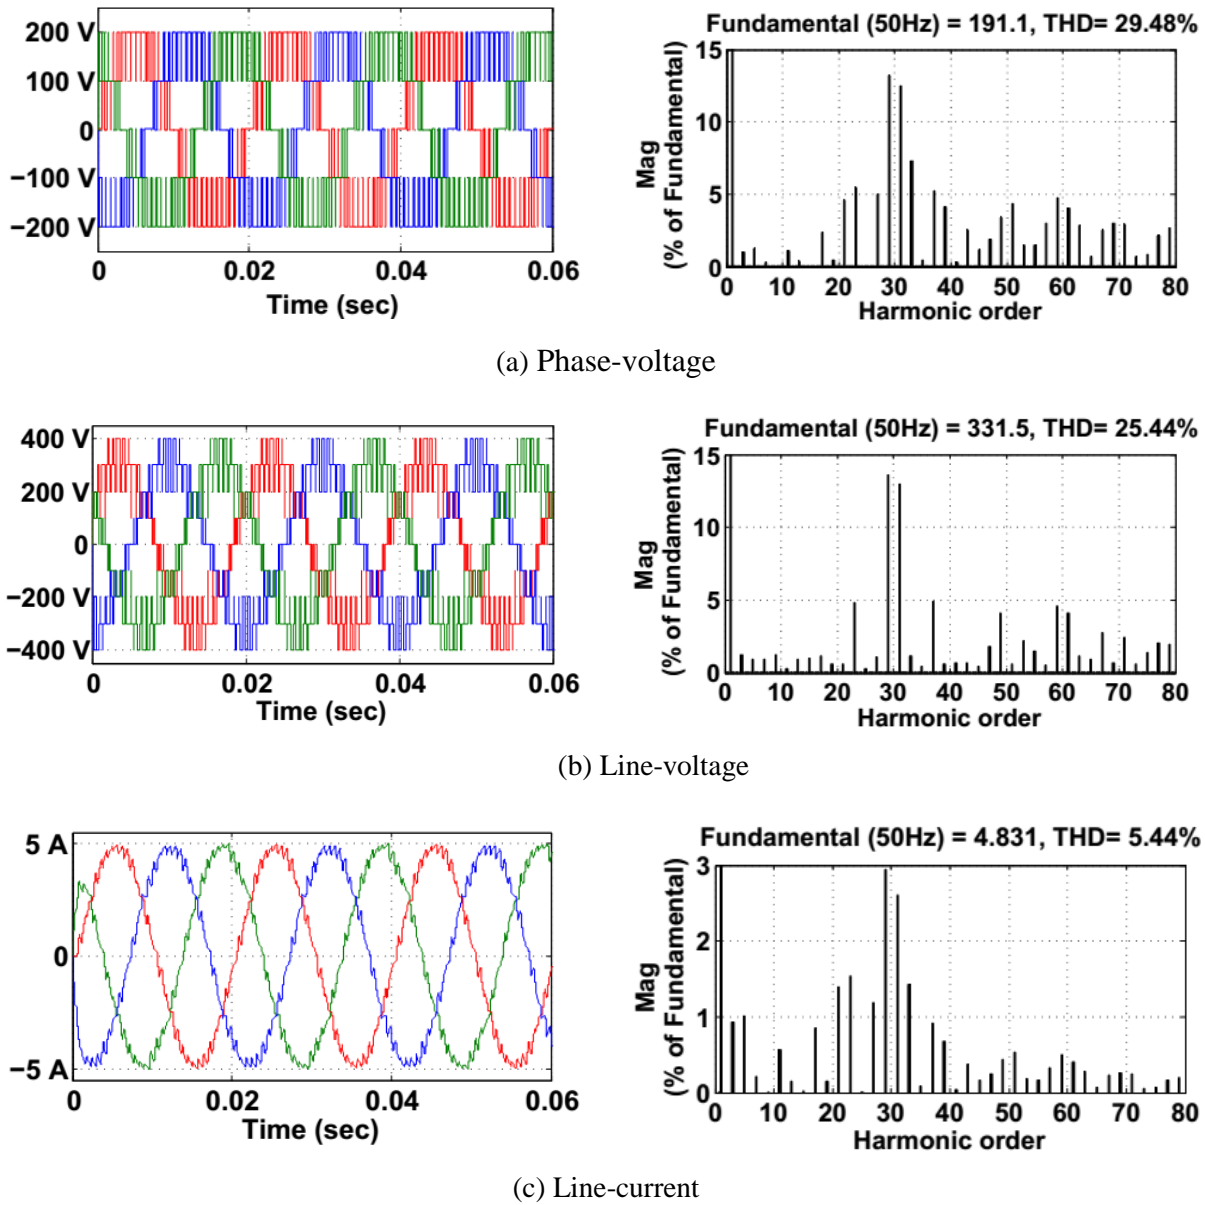 200 V
100 V
0
−100 V
−200 V
0 0.02 0.04 0.06
Time (sec)
Fundamental (50Hz) = 191.1, THD= 29.48%
Mag
(% of Fundamental)
15
10
5
0
0 10 20 30 40 50 60 70 80
Harmonic order
(a) Phase-voltage
400 V
200 V
0
−200 V
−400 V
0 0.02 0.04 0.06
Time (sec)
Fundamental (50Hz) = 331.5, THD= 25.44%
Mag
(% of Fundamental)
15
10
5
0
0 10 20 30 40 50 60 70 80
Harmonic order
(b) Line-voltage
5 A
0
−5 A
0 0.02 0.04 0.06
Time (sec)
Fundamental (50Hz) = 4.831, THD= 5.44%
Mag
(% of Fundamental)
3
2
1
0
0 10 20 30 40 50 60 70 80
Harmonic order
(c) Line-current